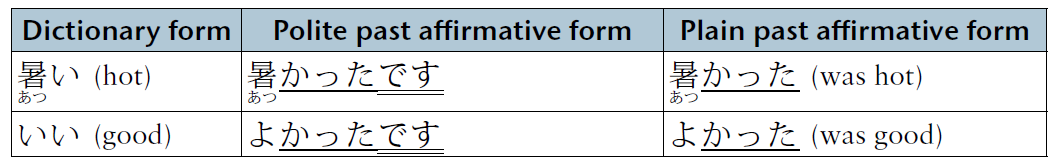 Dictionary form Polite past affirmative form Plain past affirmative form
暑い (hot) 暑かったです 暑かった (was hot)
あつ あつ あつ
いい (good) よかったです よかった (was good)